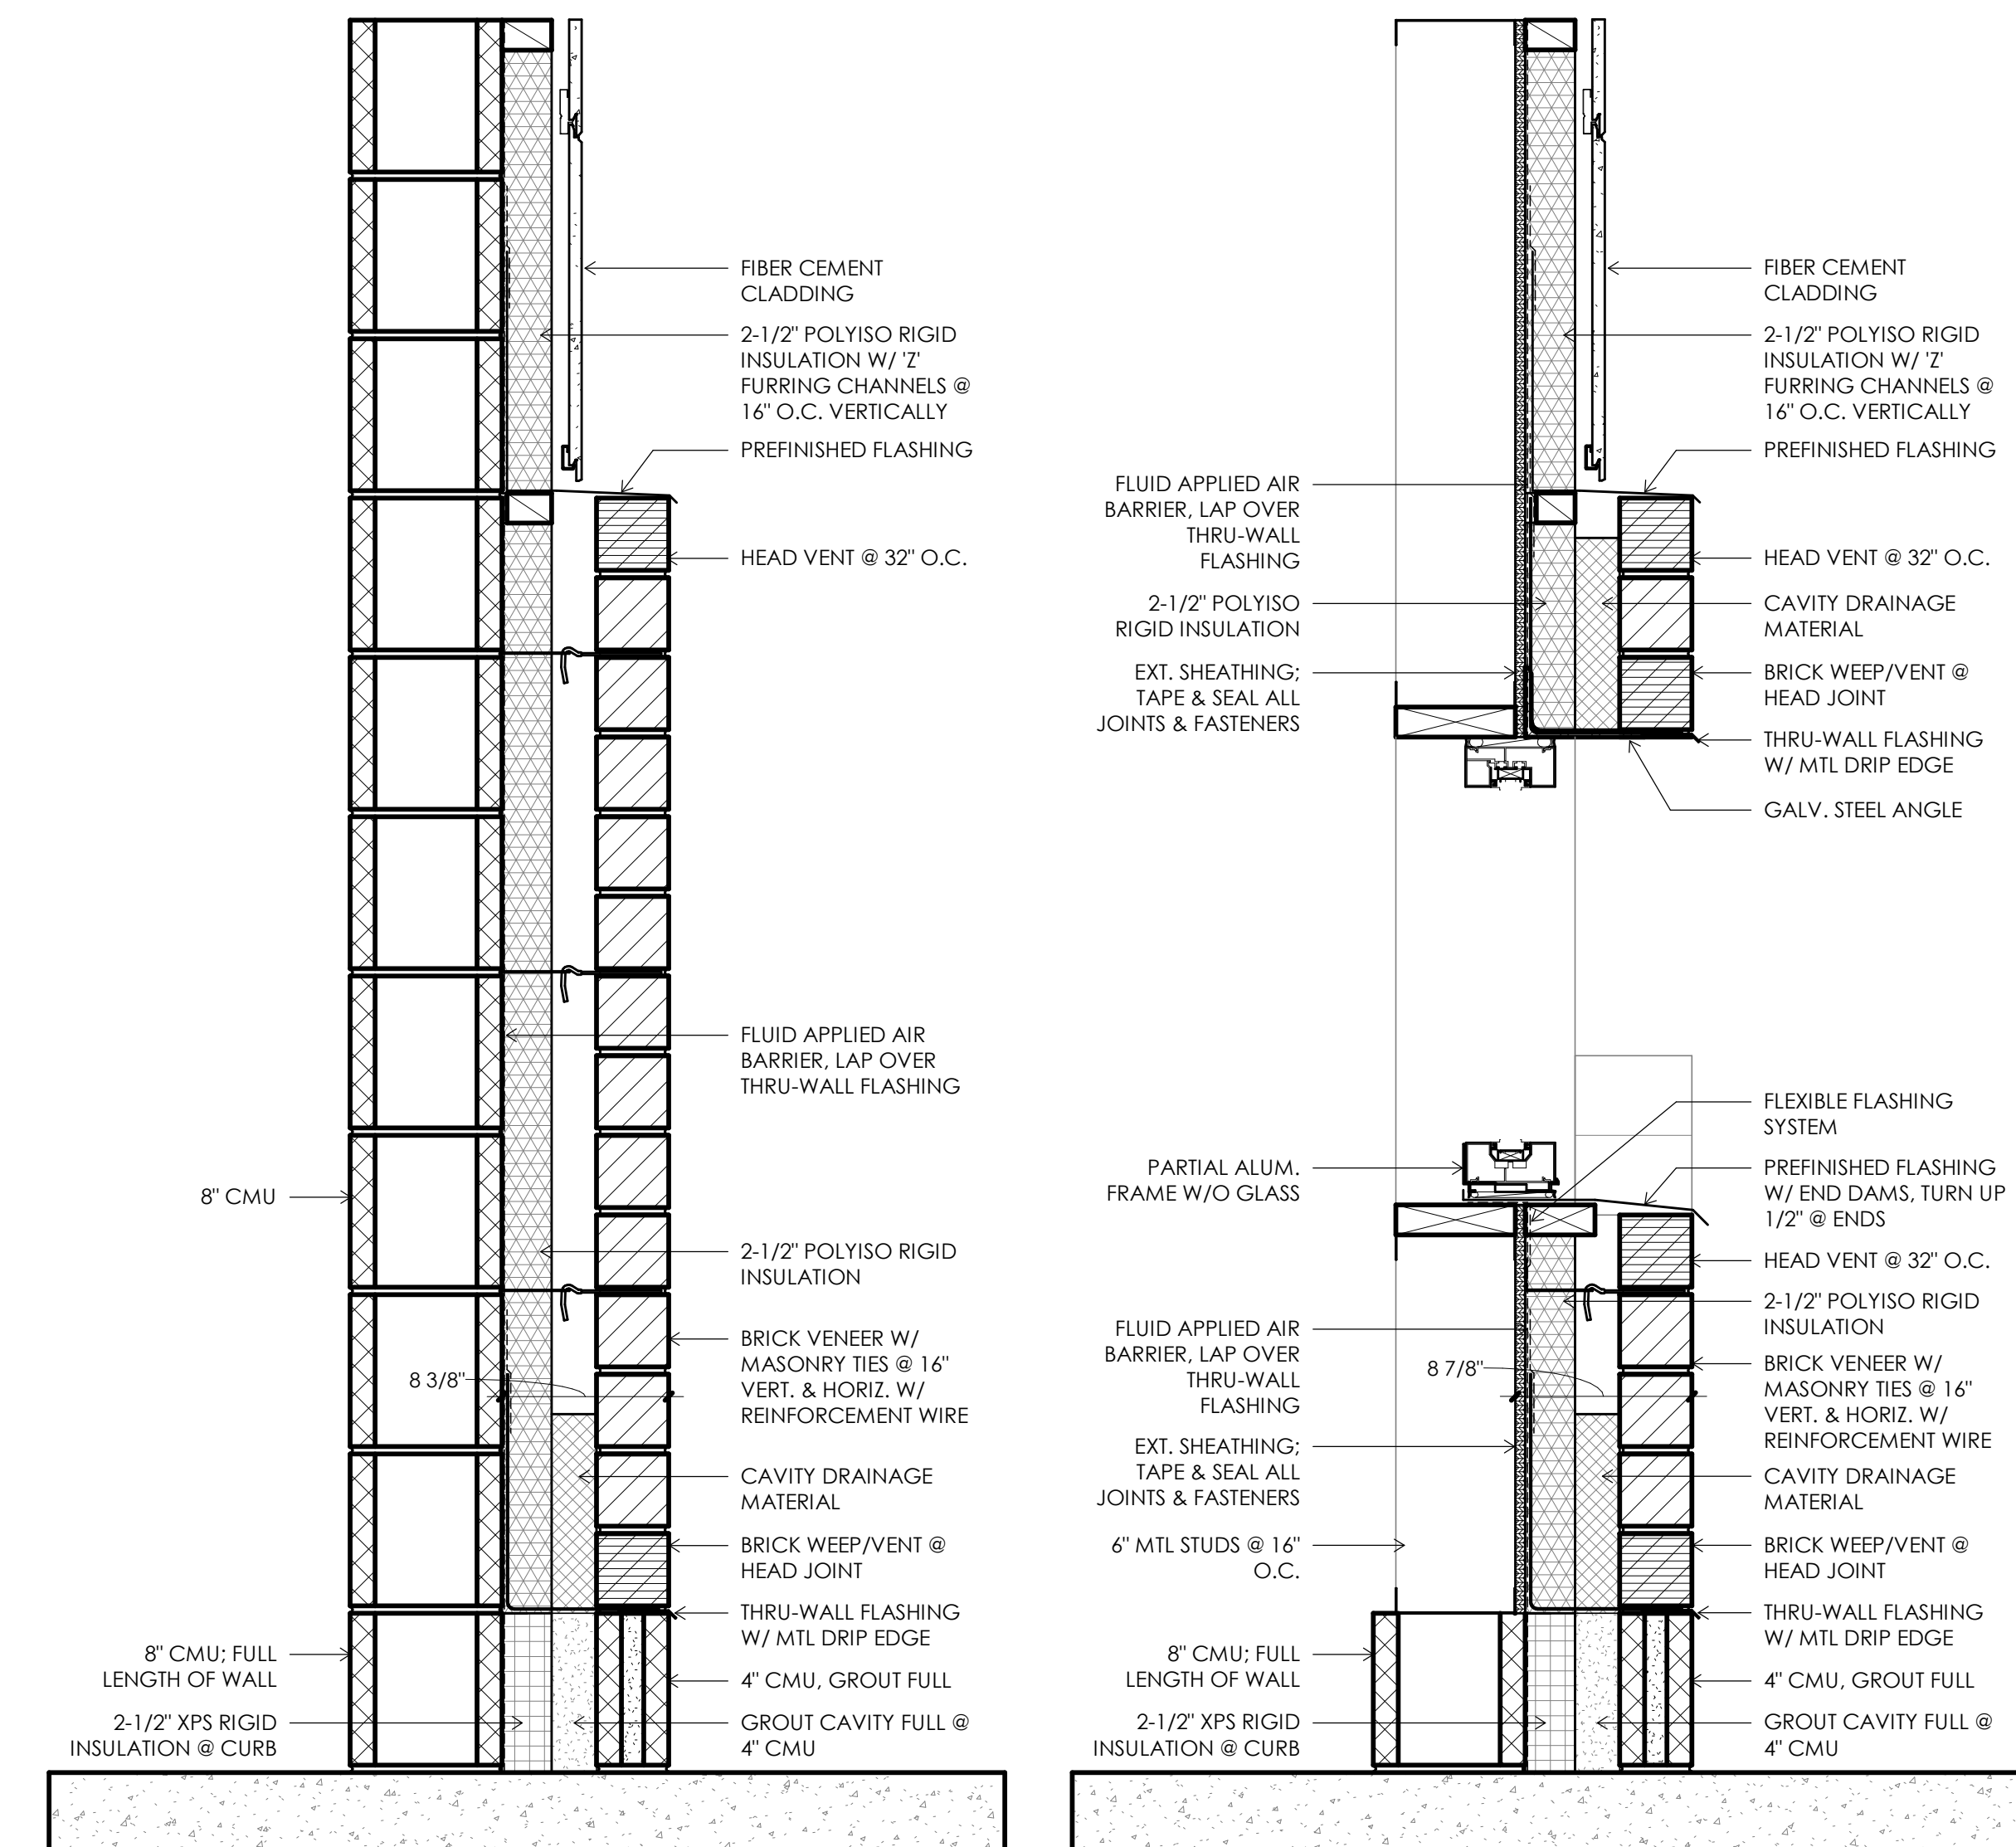 FIBER CEMENT
CLADDING
2-1/2" POLYISO RIGID
INSULATION W/ 'Z'
FURRING CHANNELS @
16" O.C. VERTICALLY
PREFINISHED FLASHING
HEAD VENT @ 32" O.C.
FLUID APPLIED AIR
BARRIER, LAP OVER
THRU-WALL FLASHING
8" CMU
2-1/2" POLYISO RIGID
INSULATION
BRICK VENEER W/
MASONRY TIES @ 16"
VERT. & HORIZ. W/
REINFORCEMENT WIRE
8 3/8"
CAVITY DRAINAGE
MATERIAL
BRICK WEEP/VENT @
HEAD JOINT
THRU-WALL FLASHING
W/ MTL DRIP EDGE
8" CMU; FULL
LENGTH OF WALL
4" CMU, GROUT FULL
2-1/2" XPS RIGID
INSULATION @ CURB
GROUT CAVITY FULL @
4" CMU
FIBER CEMENT
CLADDING
2-1/2" POLYISO RIGID
INSULATION W/ 'Z'
FURRING CHANNELS @
16" O.C. VERTICALLY
PREFINISHED FLASHING
FLUID APPLIED AIR
BARRIER, LAP OVER
THRU-WALL
FLASHING
HEAD VENT @ 32" O.C.
2-1/2" POLYISO
RIGID INSULATION
CAVITY DRAINAGE
MATERIAL
EXT. SHEATHING;
TAPE & SEAL ALL
JOINTS & FASTENERS
BRICK WEEP/VENT @
HEAD JOINT
THRU-WALL FLASHING
W/ MTL DRIP EDGE
GALV. STEEL ANGLE
FLEXIBLE FLASHING
SYSTEM
PARTIAL ALUM.
FRAME W/O GLASS
PREFINISHED FLASHING
W/ END DAMS, TURN UP
1/2" @ ENDS
HEAD VENT @ 32" O.C.
2-1/2" POLYISO RIGID
INSULATION
FLUID APPLIED AIR
BARRIER, LAP OVER
THRU-WALL
FLASHING
8 7/8"
BRICK VENEER W/
MASONRY TIES @ 16"
VERT. & HORIZ. W/
REINFORCEMENT WIRE
EXT. SHEATHING;
TAPE & SEAL ALL
JOINTS & FASTENERS
CAVITY DRAINAGE
MATERIAL
6" MTL STUDS @ 16"
O.C.
BRICK WEEP/VENT @
HEAD JOINT
THRU-WALL FLASHING
W/ MTL DRIP EDGE
8" CMU; FULL
LENGTH OF WALL
4" CMU, GROUT FULL
2-1/2" XPS RIGID
INSULATION @ CURB
GROUT CAVITY FULL @
4" CMU